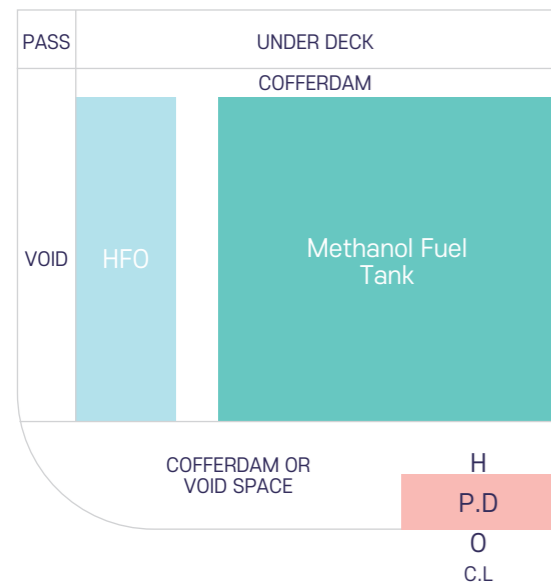 PASS
UNDER DECK
COFFERDAM
VOID
HFO
Methanol Fuel
Tank
COFFERDAM OR
VOID SPACE
H
P.D
O
C.L